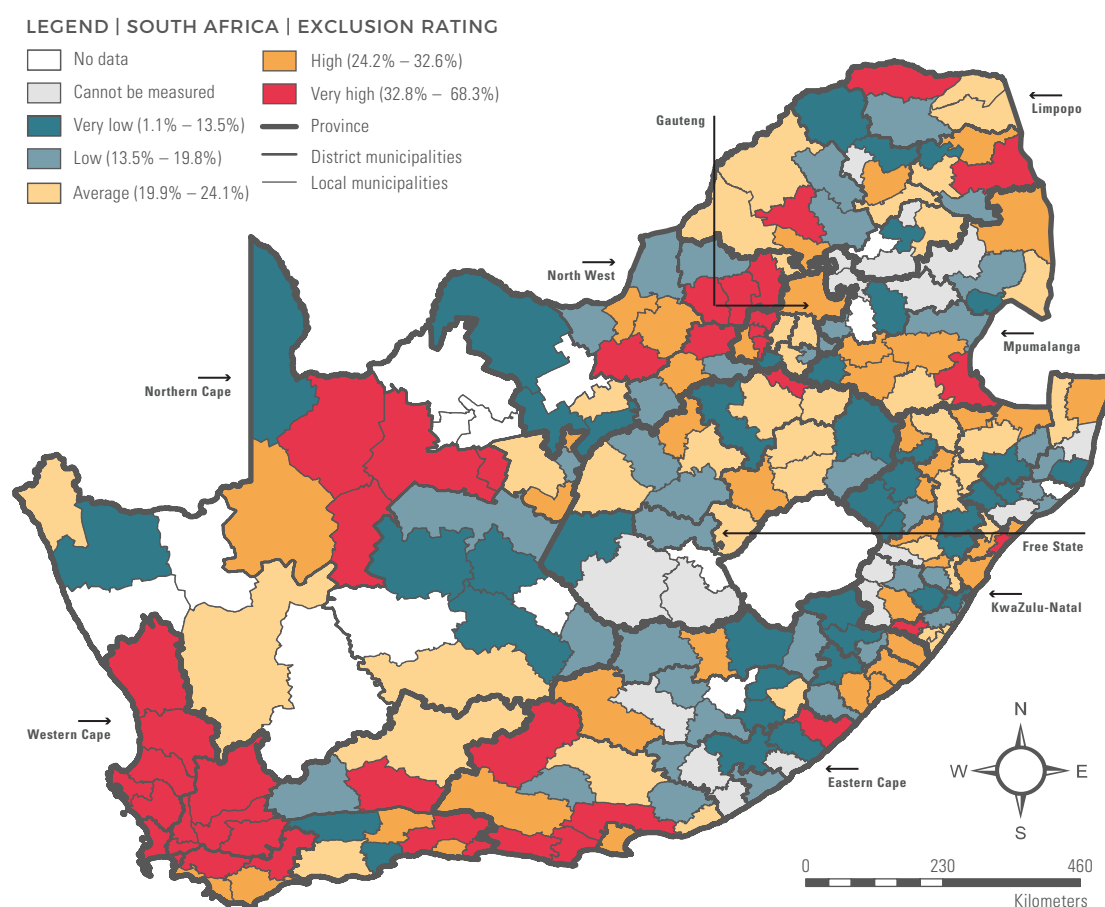 LEGEND | SOUTH AFRICA | EXCLUSION RATING
No data
Cannot be measured
Very low (1.1% – 13.5%)
Low (13.5% – 19.8%)
Average (19.9% – 24.1%)
High (24.2% – 32.6%)
Very high (32.8% – 68.3%)
Province
District municipalities
Local municipalities
Gauteng
Limpopo
North West
Mpumalanga
Northern Cape
Free State
KwaZulu-Natal
Western Cape
Eastern Cape
N
W E
S
0 230 460
Kilometers